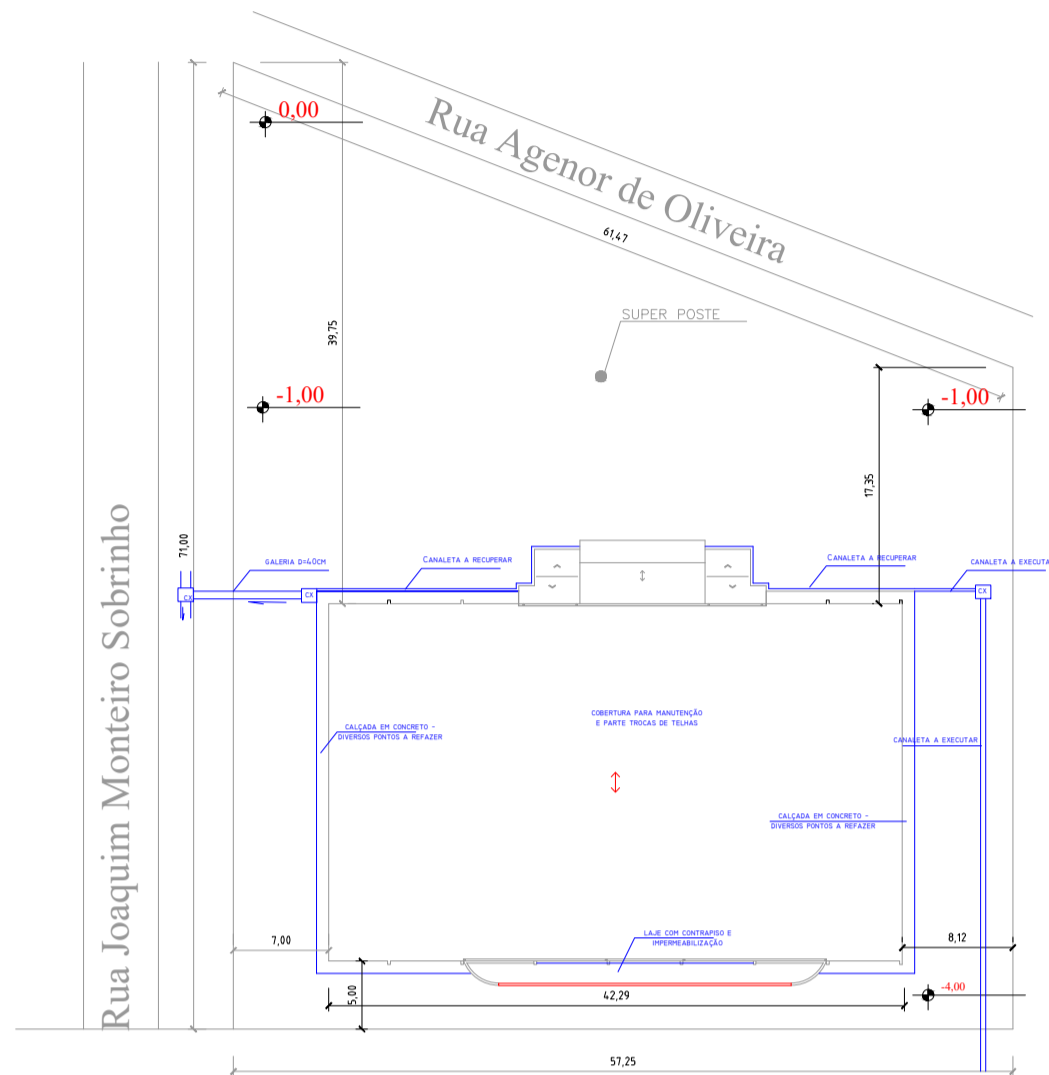 0,00
Rua Agenor de Oliveira
61,47
SUPER POSTE
39,75
-1,00
-1,00
17,35
71,00
Rua Joaquim Monteiro Sobrinho
GALERIA D=40CM
CANALETA A RECUPERAR
CANALETA A RECUPERAR
CANALETA A EXECUTA
CX
CX
CX
COBERTURA PARA MANUTENÇÃO
E PARTE TROCAS DE TELHAS
CALÇADA EM CONCRETO -
DIVERSOS PONTOS A REFAZER
CANALETA A EXECUTAR
CALÇADA EM CONCRETO -
DIVERSOS PONTOS A REFAZER
LAJE COM CONTRAPISO E
IMPERMEABILIZAÇÃO
7,00
8,12
5,00
42,29
-4,00
57,25